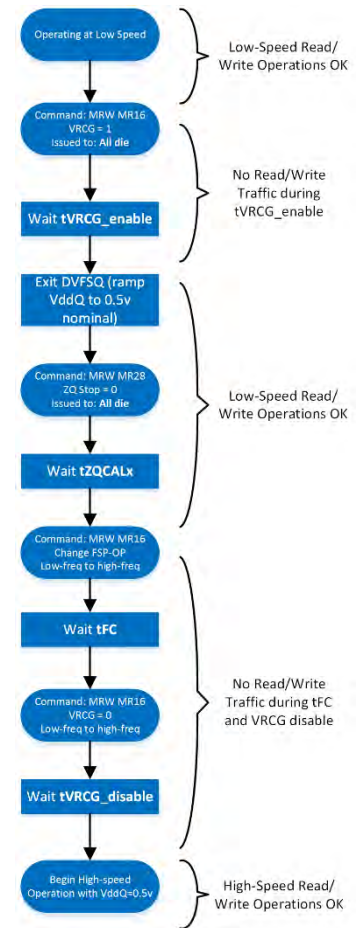 Operating at Low Speed
Low-Speed Read/
Write Operations OK
Command: MRW MR16
VRCG = 1
Issued to: All die
No Read/Write
Traffic during
tVRCG_enable
Wait tVRCG_enable
Exit DVFSQ (ramp
VddQ to 0.5v
nominal)
Command: MRW MR28
ZQ Stop = 0
Issued to: All die
Low-Speed Read/
Write Operations OK
Wait tZQCALx
Command: MRW MR16
Change FSP-OP
Low-freq to high-freq
Wait tFC
Command: MRW MR16
VRCG = 0
Low-freq to high-freq
No Read/Write
Traffic during tFC
and VRCG disable
Wait tVRCG_disable
Begin High-speed
Operation with VddQ=0.5v
High-Speed Read/
Write Operations OK